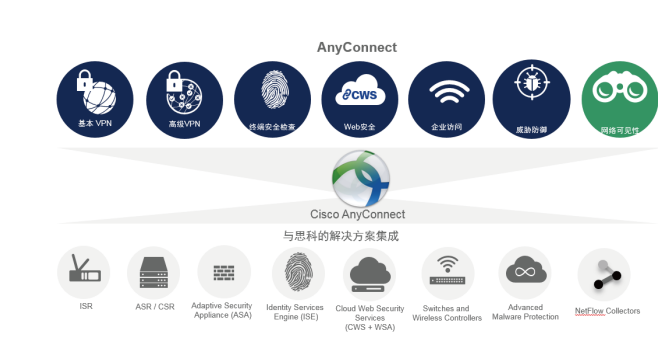 AnyConnect
CWS
基本 VPN
高级VPN
终端安全检查
Web安全
企业访问
威胁防御
网络可见性
Cisco AnyConnect
与思科的解决方案集成
ISR
ASR / CSR
Adaptive Security
Appliance (ASA)
Identity Services
Engine (ISE)
Cloud Web Security
Services
(CWS + WSA)
Switches and
Wireless Controllers
Advanced
Malware Protection
NetFlow Collectors